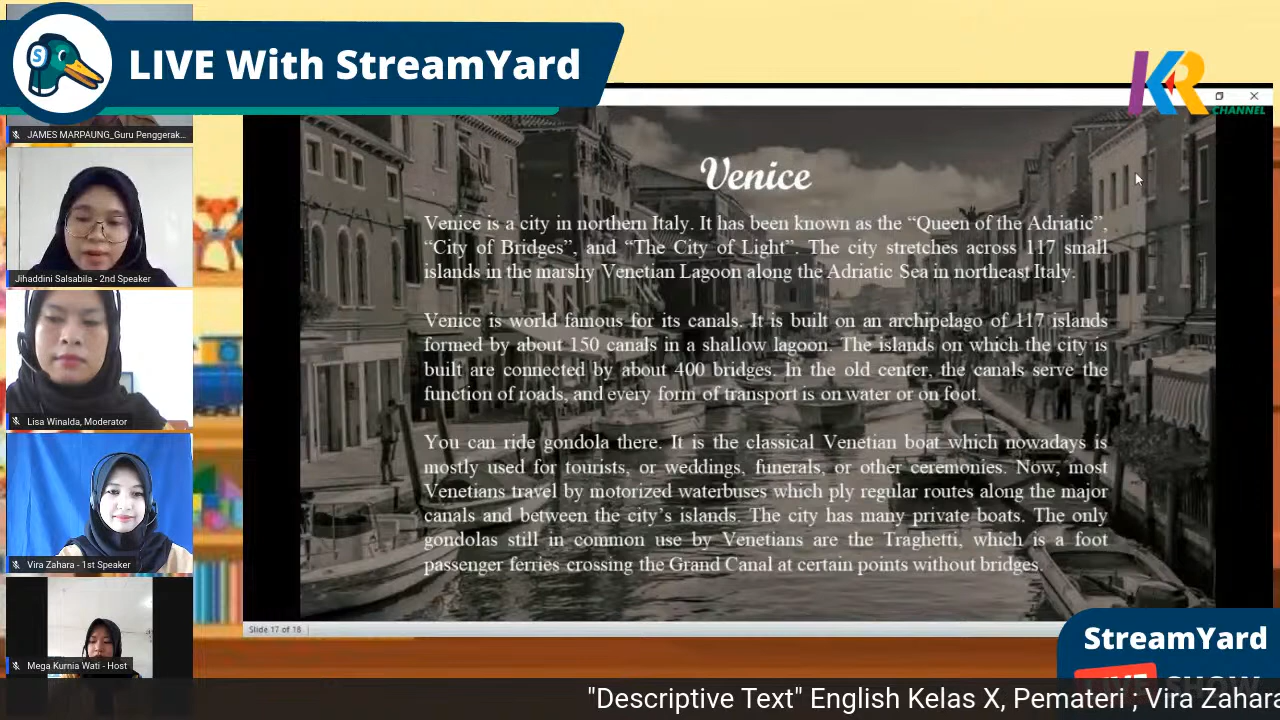 LIVE With StreamYard
S
KR
CHANNEL
JAMES MARPAUNG_Guru Penggerak...
Jihaddini Salsabila - 2nd Speaker
Lisa Winalda, Moderator
Vira Zahara - 1st Speaker
Mega Kurnia Wati - Host
Venice
Venice is a city in northern Italy. It has been known as the “Queen of the Adriatic”,
“City of Bridges”, and “The City of Light”. The city stretches across 117 small
islands in the marshy Venetian Lagoon along the Adriatic Sea in northeast Italy.
Venice is world famous for its canals. It is built on an archipelago of 117 islands
formed by about 150 canals in a shallow lagoon. The islands on which the city is
built are connected by about 400 bridges. In the old center, the canals serve the
function of roads, and every form of transport is on water or on foot.
You can ride gondola there. It is the classical Venetian boat which nowadays is
mostly used for tourists, or weddings, funerals, or other ceremonies. Now, most
Venetians travel by motorized waterbuses which ply regular routes along the major
canals and between the city’s islands. The city has many private boats. The only
gondolas still in common use by Venetians are the Traghetti, which is a foot
passenger ferries crossing the Grand Canal at certain points without bridges.
Slide 17 of 18
StreamYard
LIVE SHOW
"Descriptive Text" English Kelas X, Pemateri ; Vira Zahara